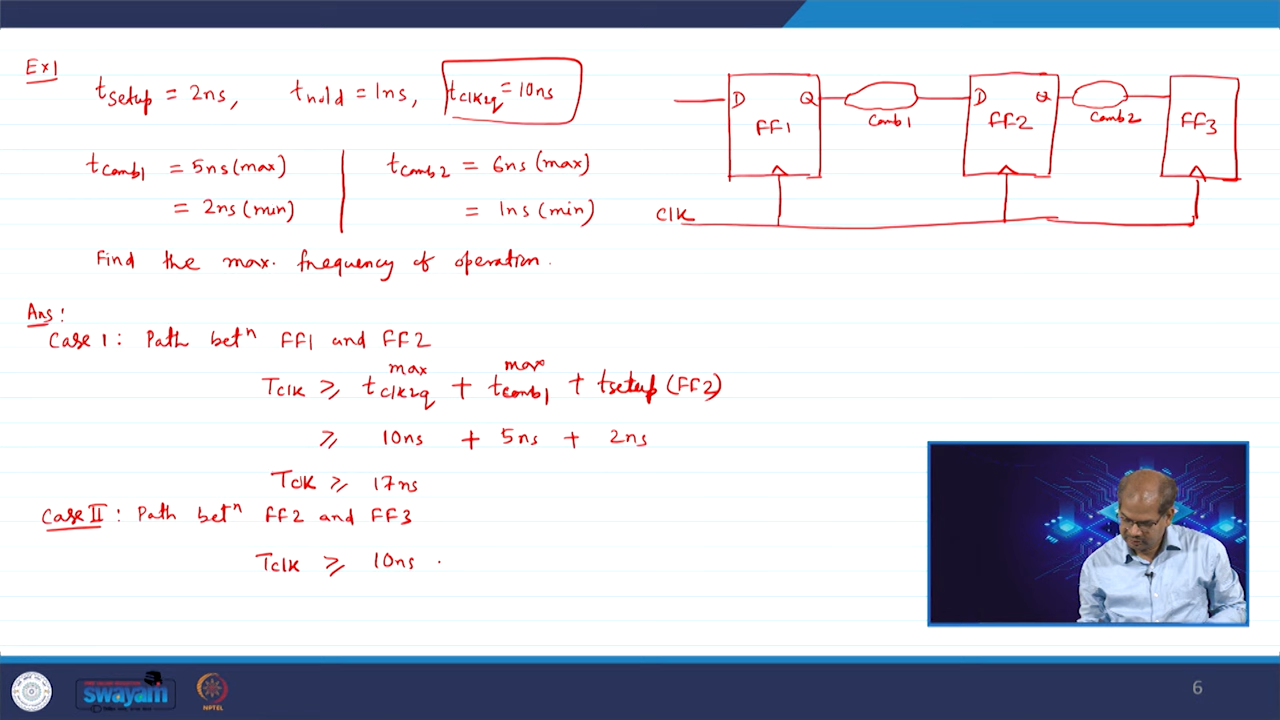 Ex1
tsetup = 2ns, thold = 1ns, tclk2q = 10ns
tcomb1 = 5ns (max)
= 2ns (min)
tcomb2 = 6ns (max)
= 1ns (min)
Find the max. frequency of operation.
D Q FF1
Comb1
D Q FF2
Comb2
FF3
Clk
Ans:
Case 1: Path betn FF1 and FF2
Tclk ≥ tclk2q max + tcomb1 max + tsetup (FF2)
≥ 10ns + 5ns + 2ns
Tclk ≥ 17ns
Case II: Path betn FF2 and FF3
Tclk ≥ 10ns
swayam
NPTEL
6